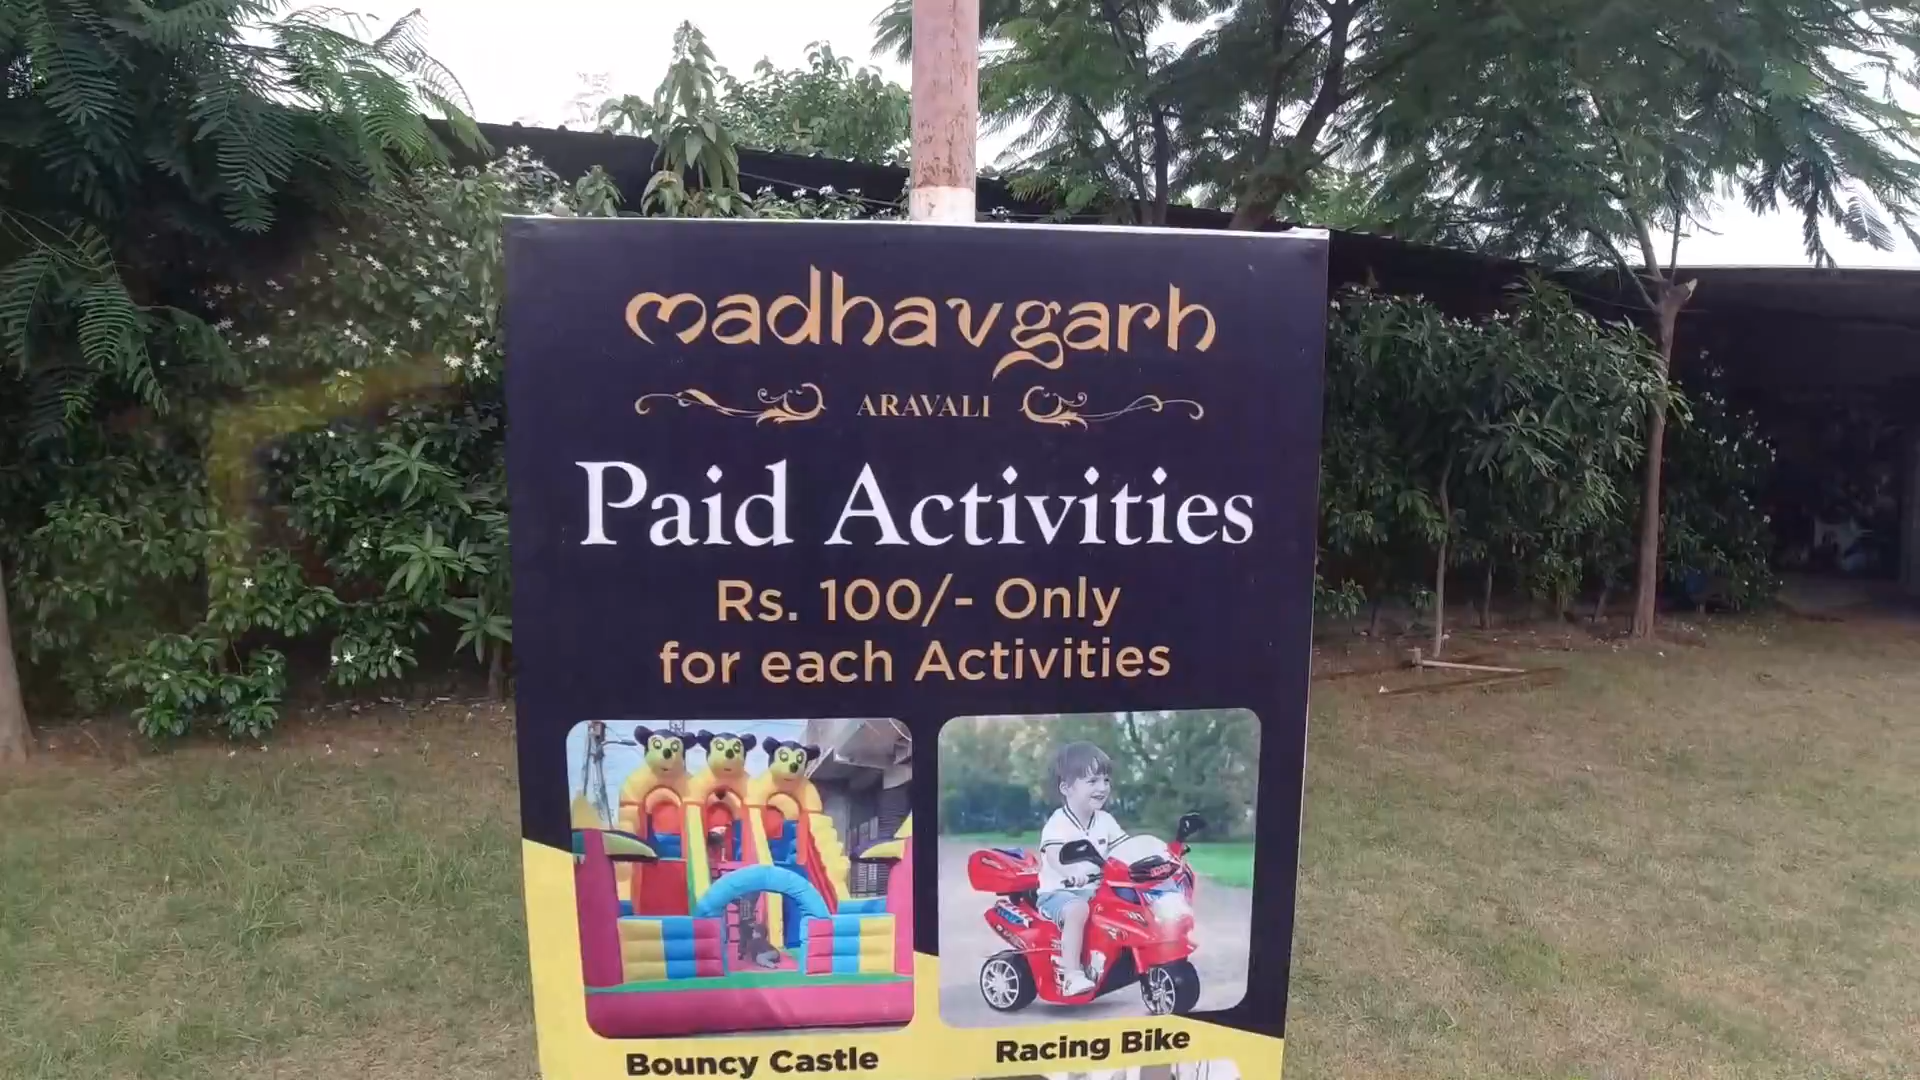 madhavgarh
ARAVALI
Paid Activities
Rs. 100/- Only
for each Activities
Bouncy Castle
Racing Bike